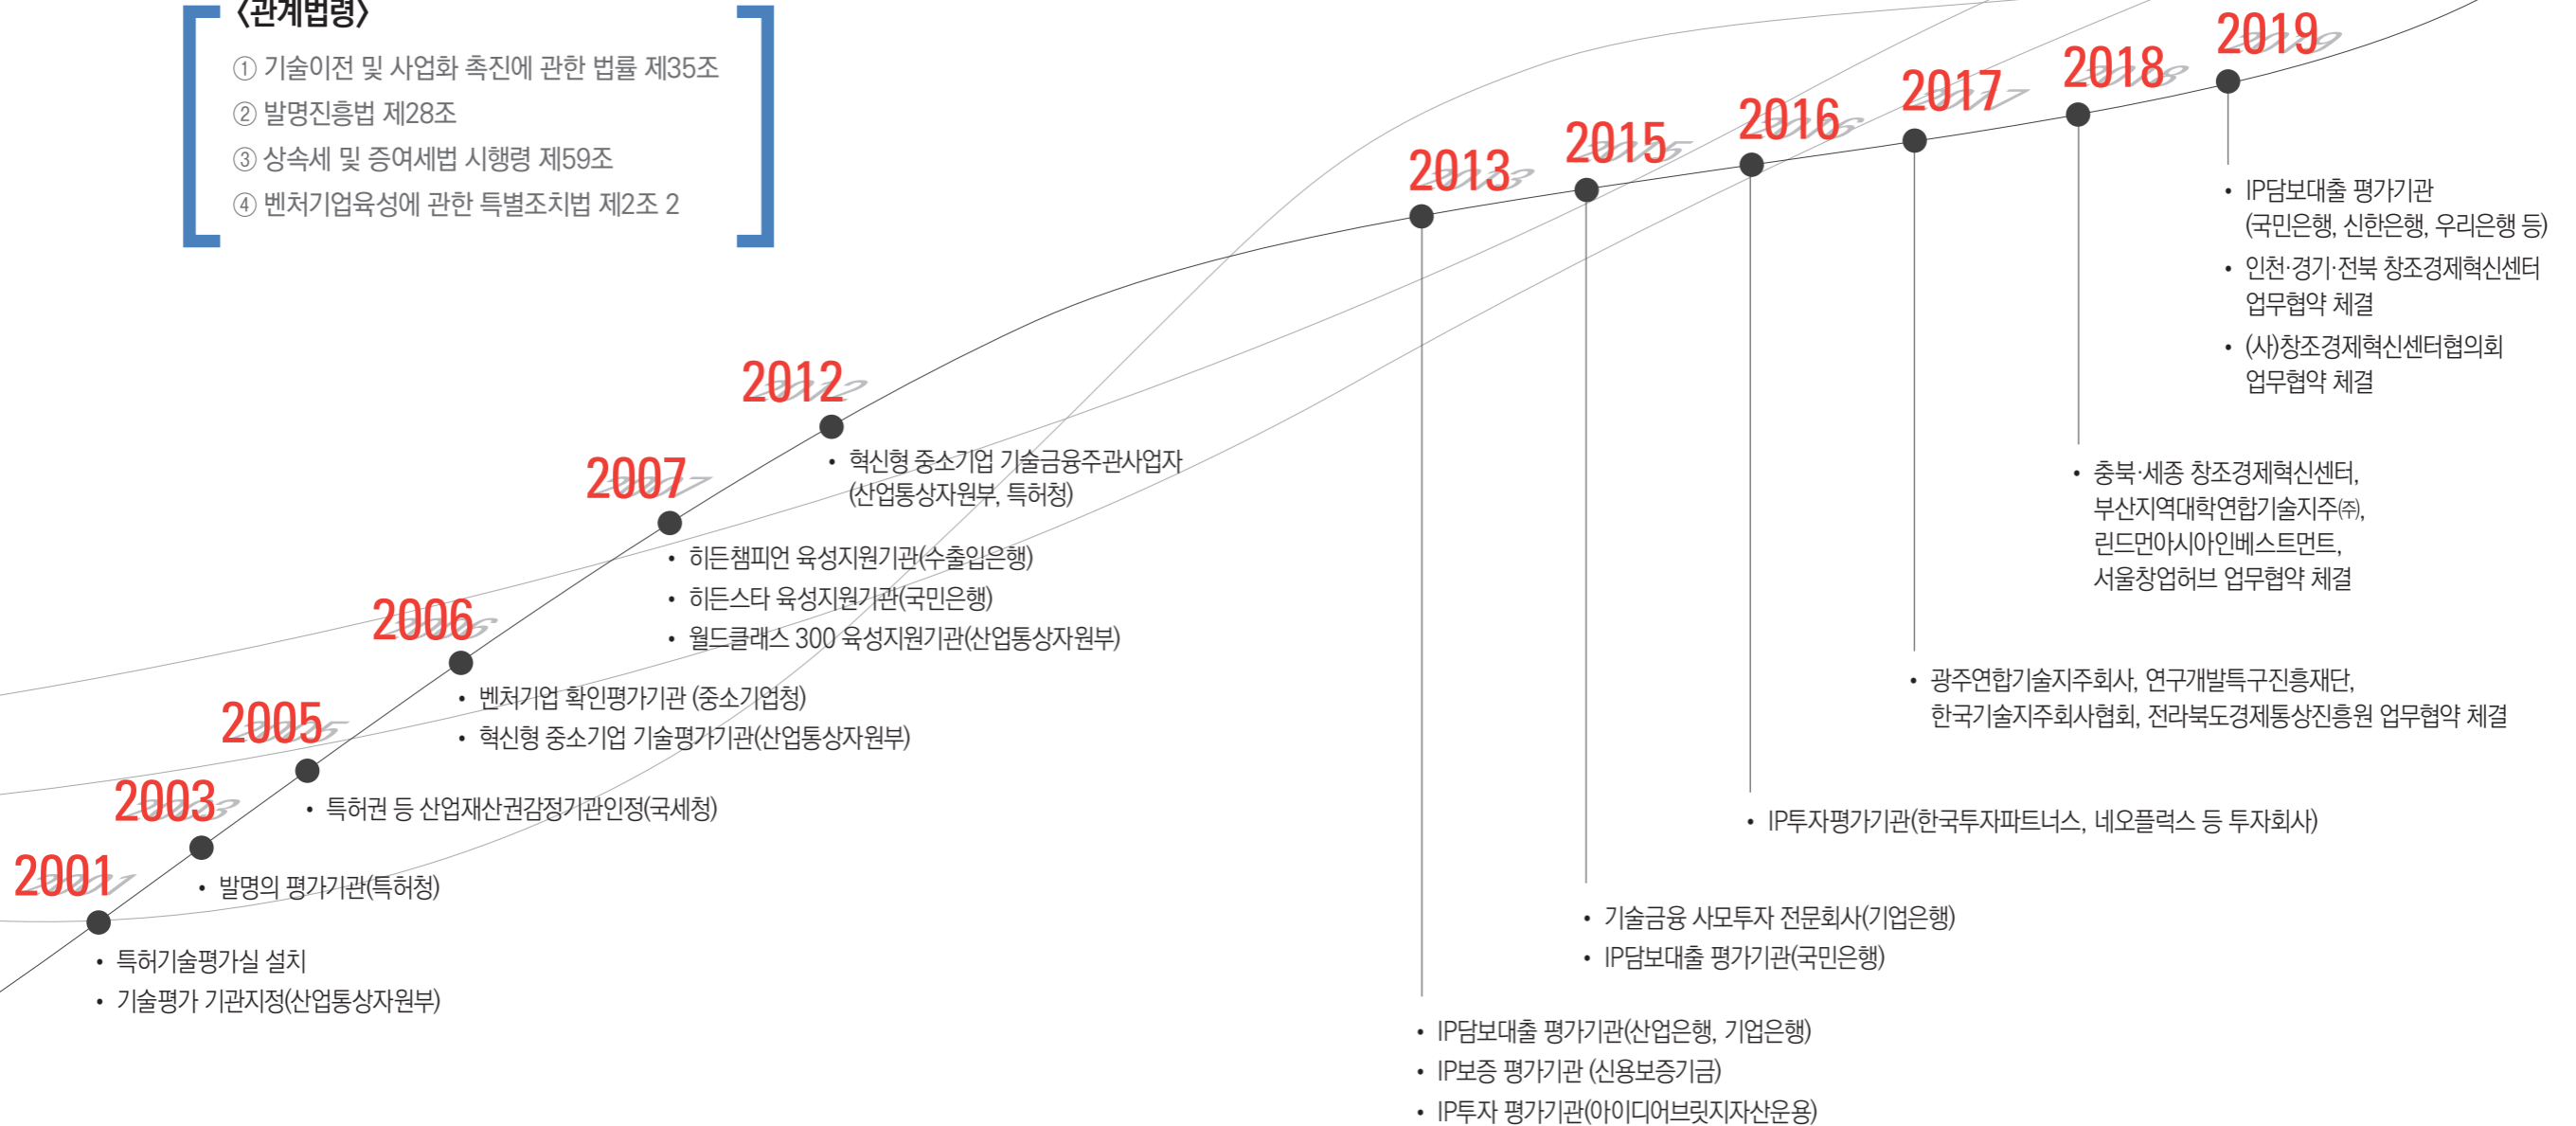 〈관계법령〉
① 기술이전 및 사업화 촉진에 관한 법률 제35조
② 발명진흥법 제28조
③ 상속세 및 증여세법 시행령 제59조
④ 벤처기업육성에 관한 특별조치법 제2조 2
2001
• 특허기술평가실 설치
• 기술평가 기관지정(산업통상자원부)
2003
• 발명의 평가기관(특허청)
2005
• 특허권 등 산업재산권감정기관인정(국세청)
2006
• 벤처기업 확인평가기관 (중소기업청)
• 혁신형 중소기업 기술평가기관(산업통상자원부)
2007
• 히든챔피언 육성지원기관(수출입은행)
• 히든스타 육성지원기관(국민은행)
• 월드클래스 300 육성지원기관(산업통상자원부)
2012
• 혁신형 중소기업 기술금융주관사업자
(산업통상자원부, 특허청)
2013
• IP담보대출 평가기관(산업은행, 기업은행)
• IP보증 평가기관 (신용보증기금)
• IP투자 평가기관(아이디어브릿지자산운용)
2015
• 기술금융 사모투자 전문회사(기업은행)
• IP담보대출 평가기관(국민은행)
2016
• IP투자평가기관(한국투자파트너스, 네오플럭스 등 투자회사)
2017
• 광주연합기술지주회사, 연구개발특구진흥재단,
한국기술지주회사협회, 전라북도경제통상진흥원 업무협약 체결
2018
• 충북·세종 창조경제혁신센터,
부산지역대학연합기술지주㈜,
린드먼아시아인베스트먼트,
서울창업허브 업무협약 체결
2019
• IP담보대출 평가기관
(국민은행, 신한은행, 우리은행 등)
• 인천·경기·전북 창조경제혁신센터
업무협약 체결
• (사)창조경제혁신센터협의회
업무협약 체결